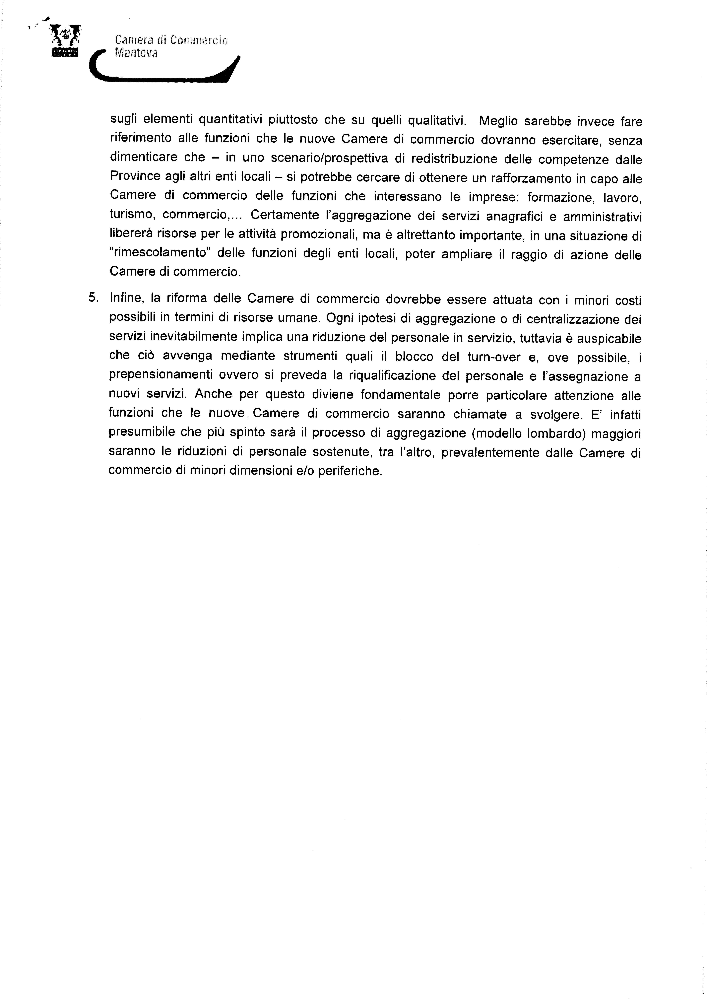 UNIVERSITAS
Camera di Commercio
Mantova
sugli elementi quantitativi piuttosto che su quelli qualitativi. Meglio sarebbe invece fare
riferimento alle funzioni che le nuove Camere di commercio dovranno esercitare, senza
dimenticare che – in uno scenario/prospettiva di redistribuzione delle competenze dalle
Province agli altri enti locali – si potrebbe cercare di ottenere un rafforzamento in capo alle
Camere di commercio delle funzioni che interessano le imprese: formazione, lavoro,
turismo, commercio,... Certamente l'aggregazione dei servizi anagrafici e amministrativi
libererà risorse per le attività promozionali, ma è altrettanto importante, in una situazione di
“rimescolamento” delle funzioni degli enti locali, poter ampliare il raggio di azione delle
Camere di commercio.
5. Infine, la riforma delle Camere di commercio dovrebbe essere attuata con i minori costi
possibili in termini di risorse umane. Ogni ipotesi di aggregazione o di centralizzazione dei
servizi inevitabilmente implica una riduzione del personale in servizio, tuttavia è auspicabile
che ciò avvenga mediante strumenti quali il blocco del turn-over e, ove possibile, i
prepensionamenti ovvero si preveda la riqualificazione del personale e l'assegnazione a
nuovi servizi. Anche per questo diviene fondamentale porre particolare attenzione alle
funzioni che le nuove Camere di commercio saranno chiamate a svolgere. E' infatti
presumibile che più spinto sarà il processo di aggregazione (modello lombardo) maggiori
saranno le riduzioni di personale sostenute, tra l'altro, prevalentemente dalle Camere di
commercio di minori dimensioni e/o periferiche.